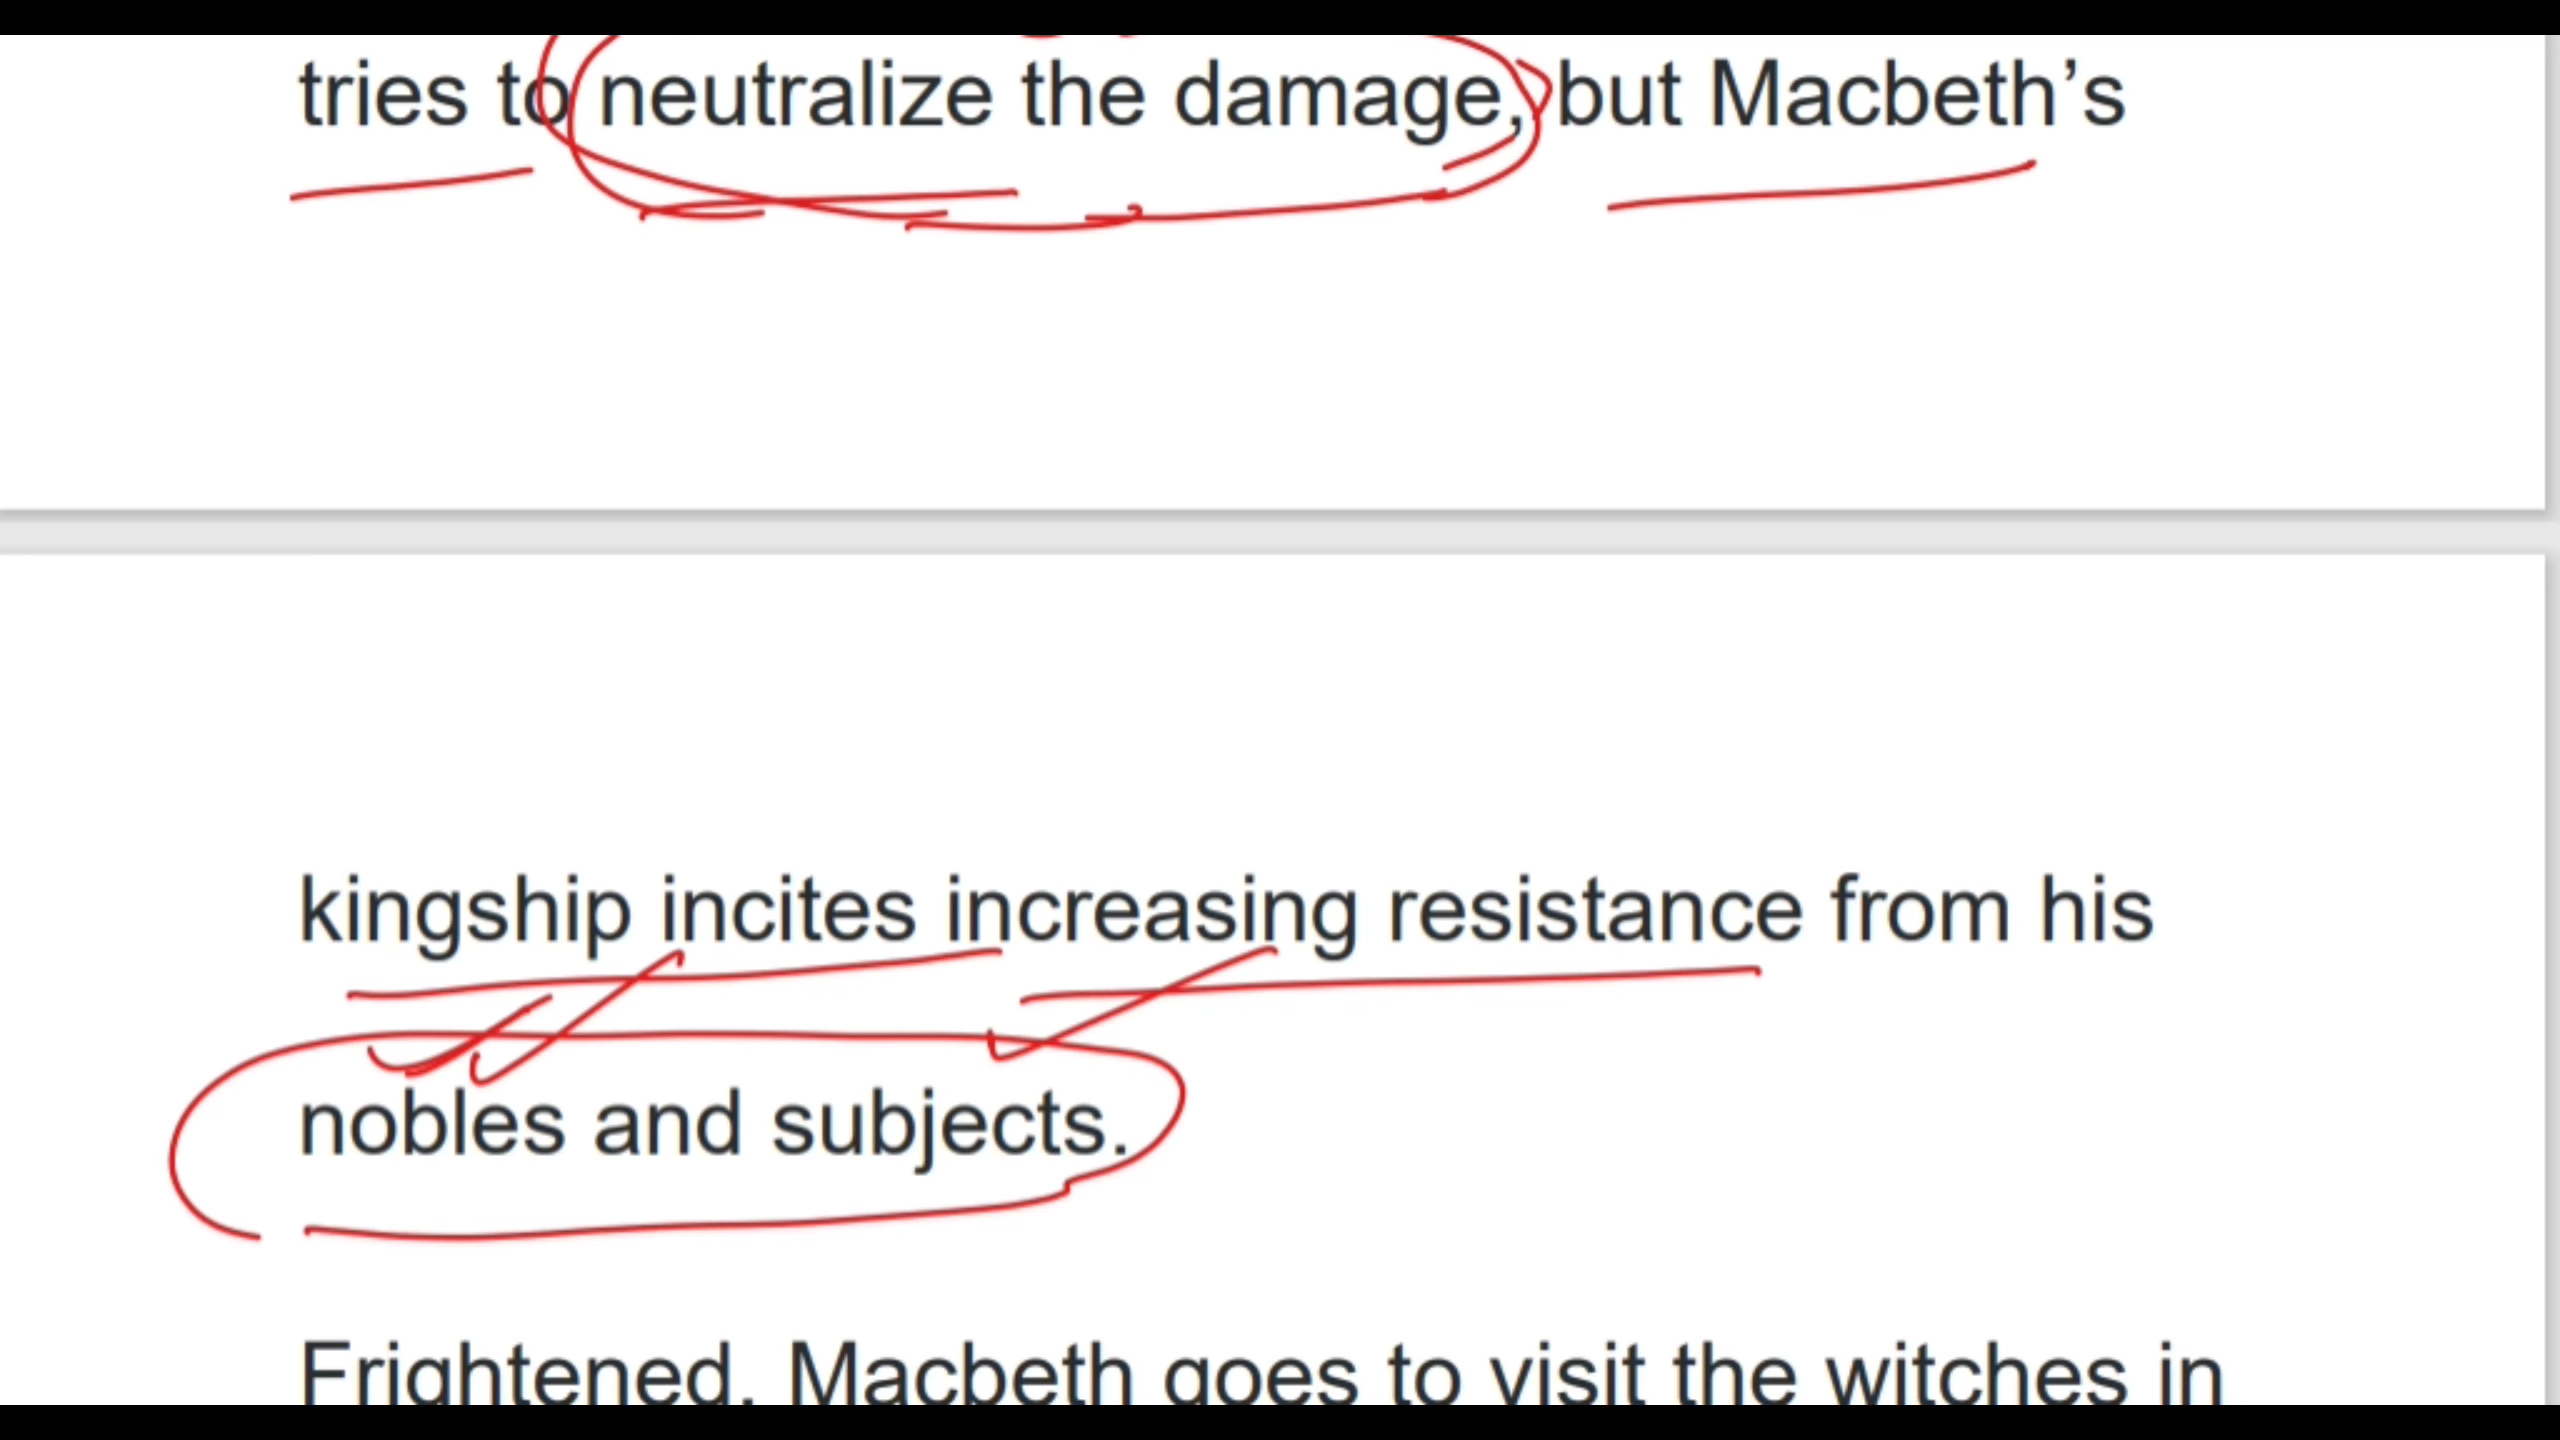 tries to neutralize the damage, but Macbeth’s
kingship incites increasing resistance from his
nobles and subjects.
Frightened, Macbeth goes to visit the witches in